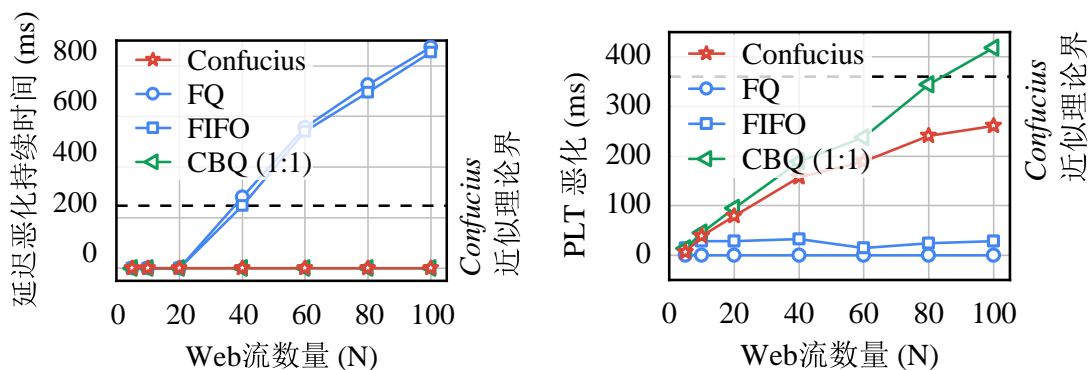 延迟恶化持续时间 (ms)
800
600
400
200
0
Confucius
FQ
FIFO
CBQ (1:1)
0 20 40 60 80 100
Web流数量 (N)
Confucius
近似理论界
PLT 恶化 (ms)
400
300
200
100
0
Confucius
FQ
FIFO
CBQ (1:1)
0 20 40 60 80 100
Web流数量 (N)
Confucius
近似理论界